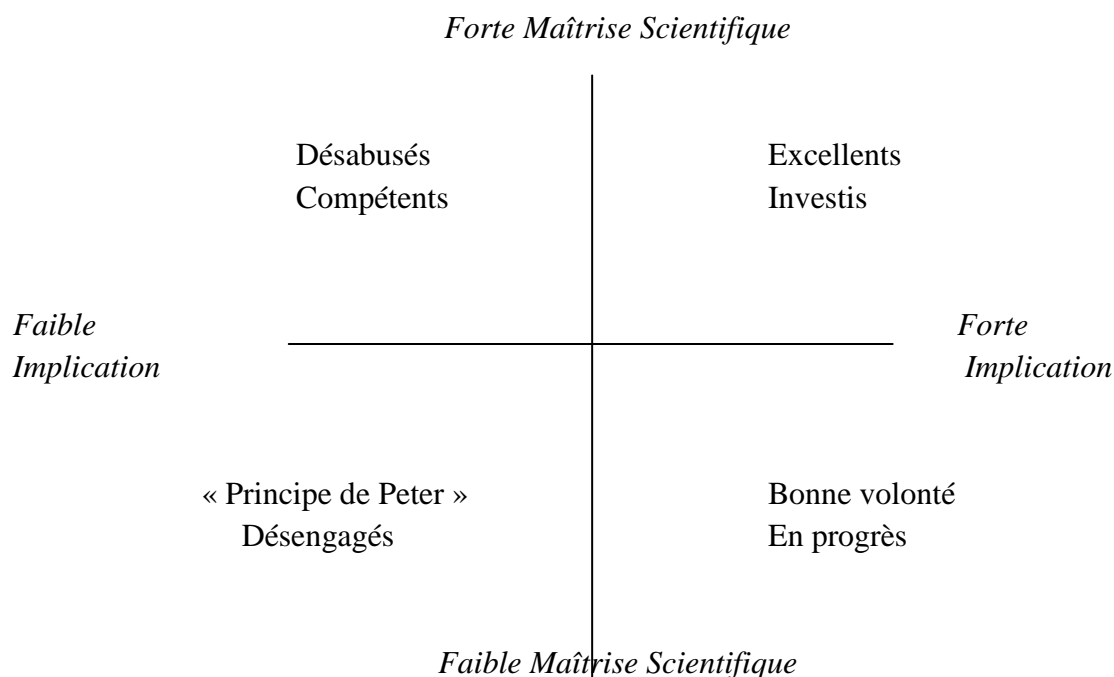 Forte Maîtrise Scientifique
Désabusés
Compétents
Excellents
Investis
Faible
Implication
Forte
Implication
« Principe de Peter »
Désengagés
Bonne volonté
En progrès
Faible Maîtrise Scientifique